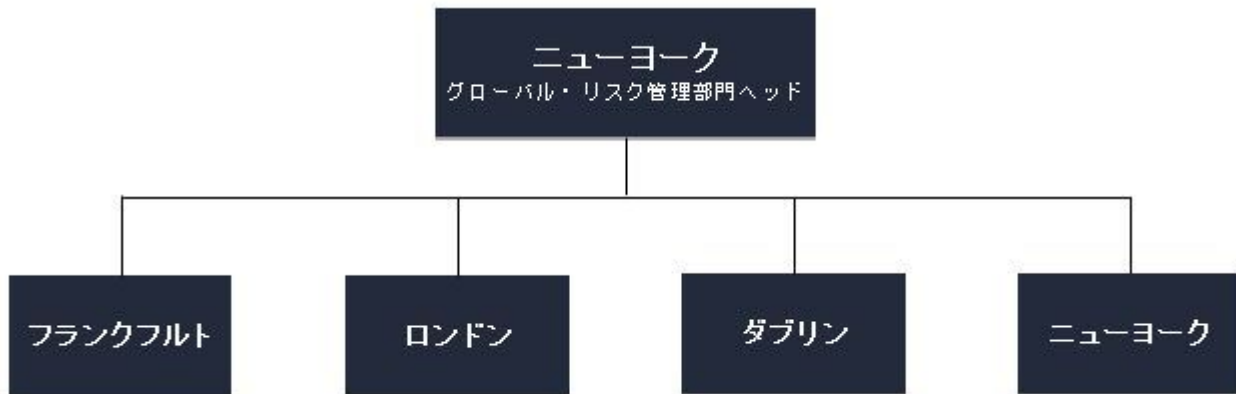 ニューヨーク
グローバル・リスク管理部門ヘッド
フランクフルト
ロンドン
ダブリン
ニューヨーク